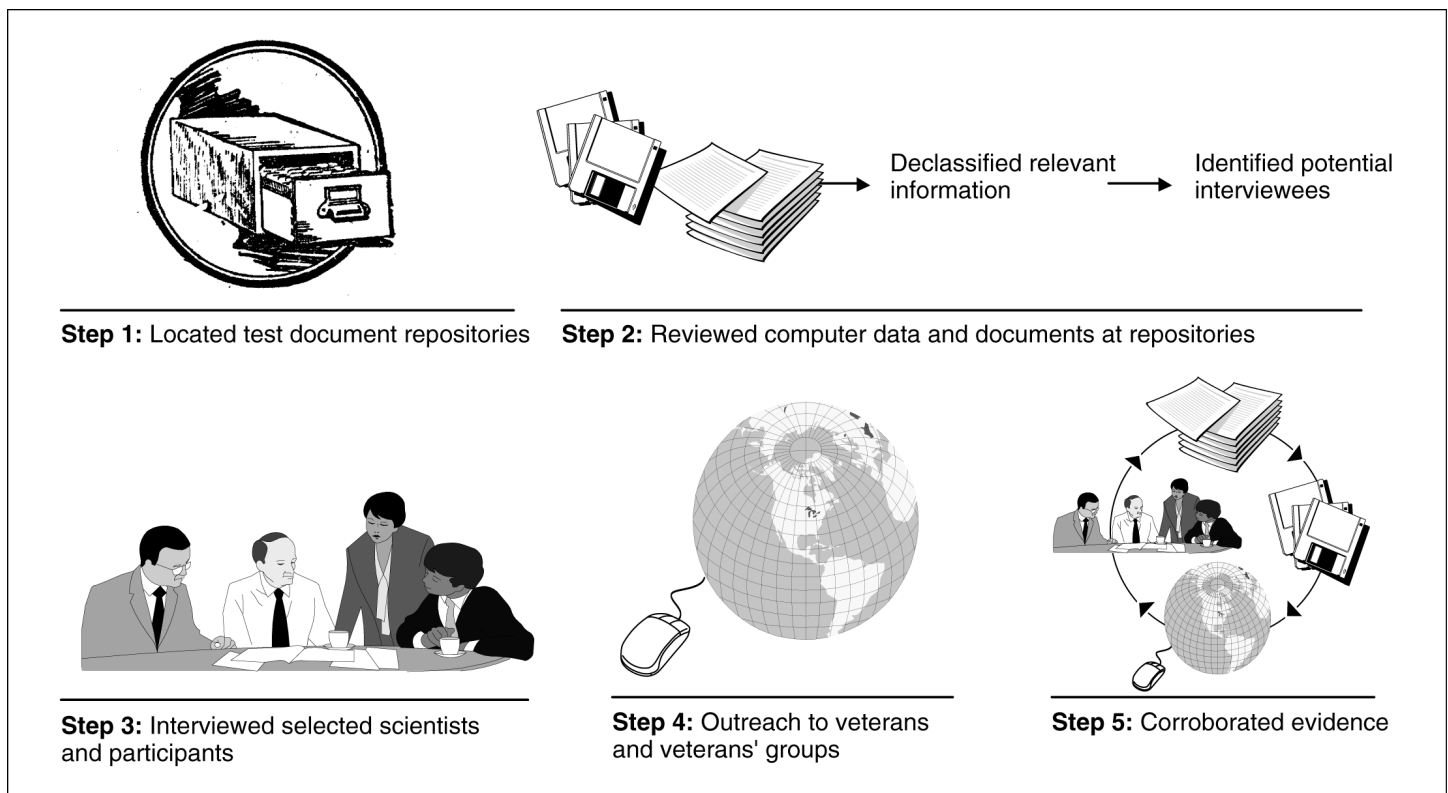 Declassified relevant
information
Identified potential
interviewees
Step 1: Located test document repositories
Step 2: Reviewed computer data and documents at repositories
Step 3: Interviewed selected scientists
and participants
Step 4: Outreach to veterans
and veterans' groups
Step 5: Corroborated evidence